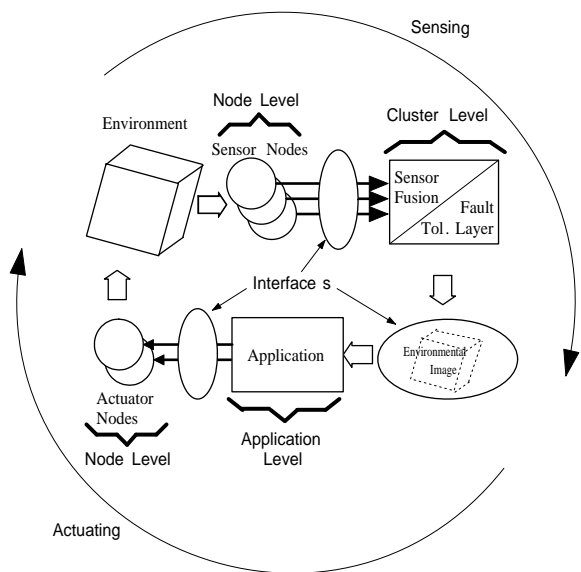 Sensing
Node Level
Environment
Cluster Level
Sensor Nodes
Sensor
Fusion
Fault
Tol. Layer
Interface s
Application
Environmental
Image
Actuator
Nodes
Node Level
Application
Level
Actuating